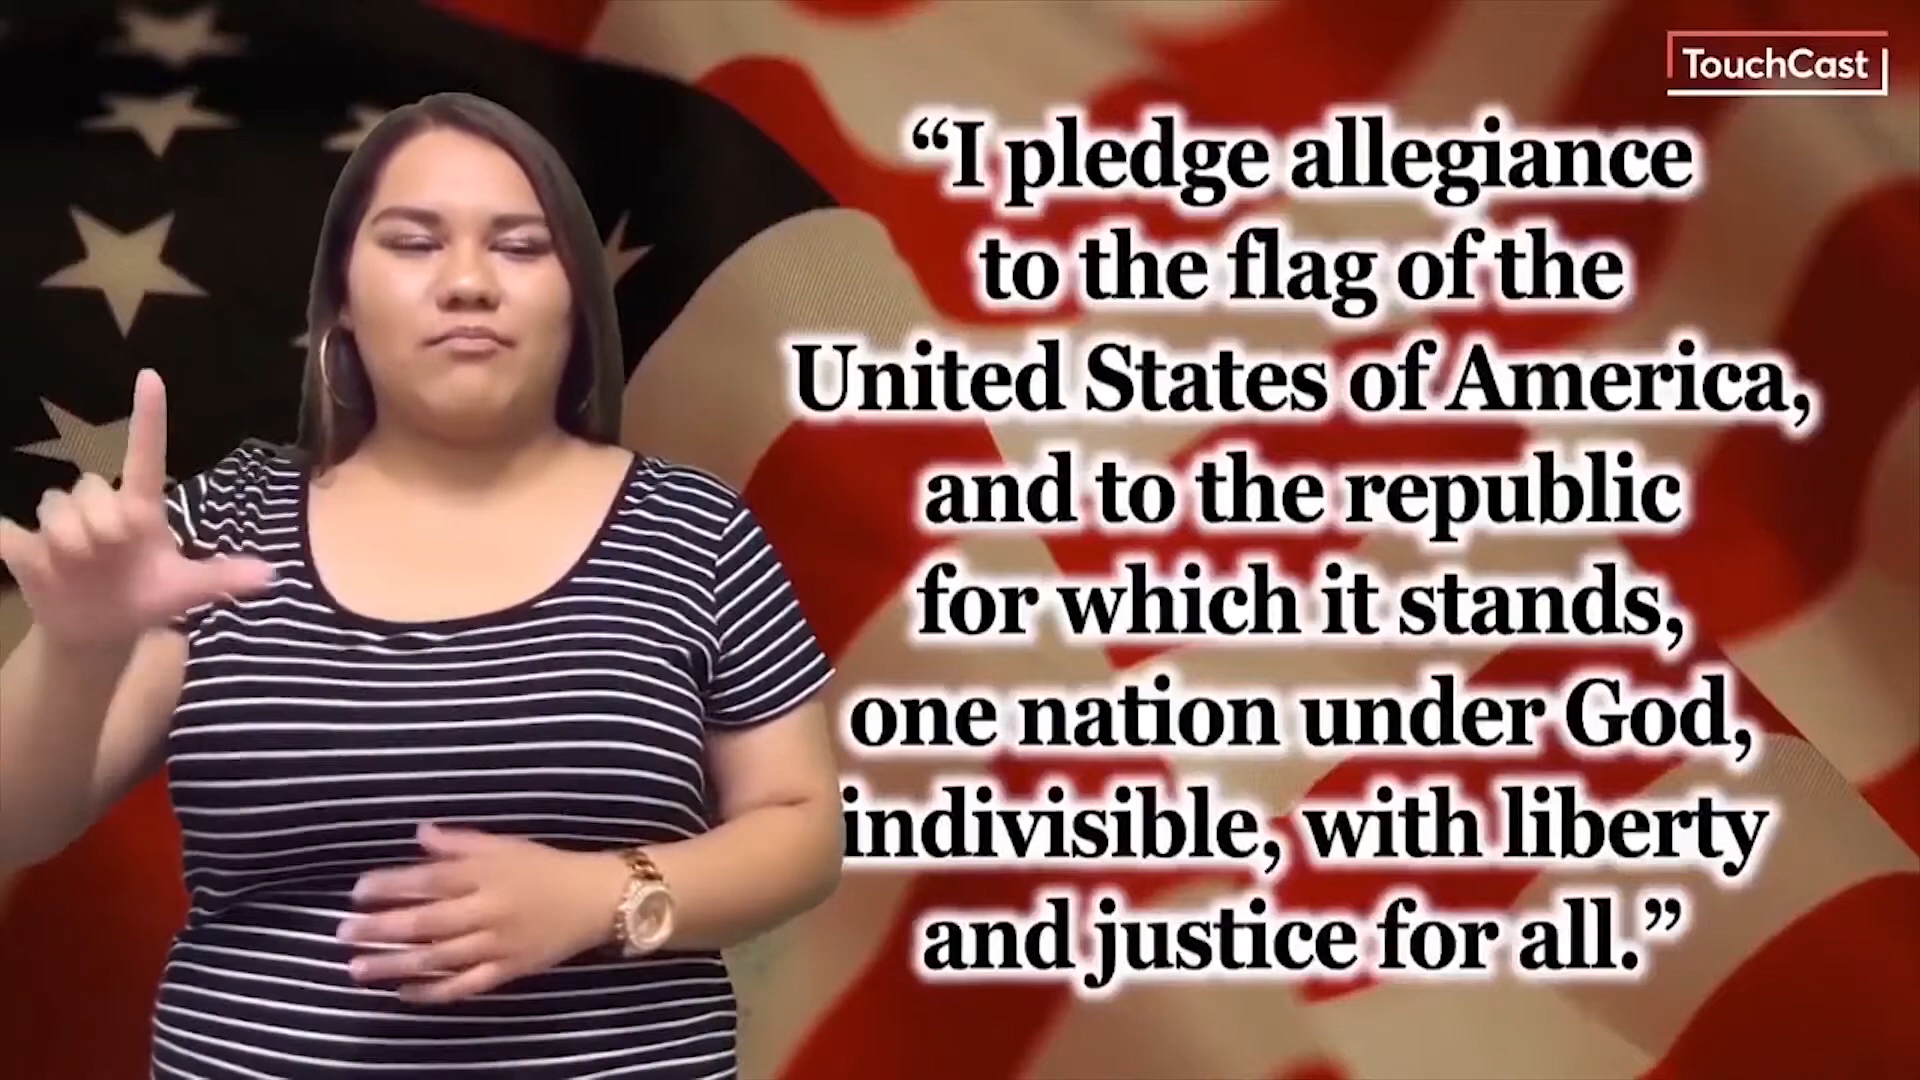 TouchCast
“I pledge allegiance
to the flag of the
United States of America,
and to the republic
for which it stands,
one nation under God,
indivisible, with liberty
and justice for all.”